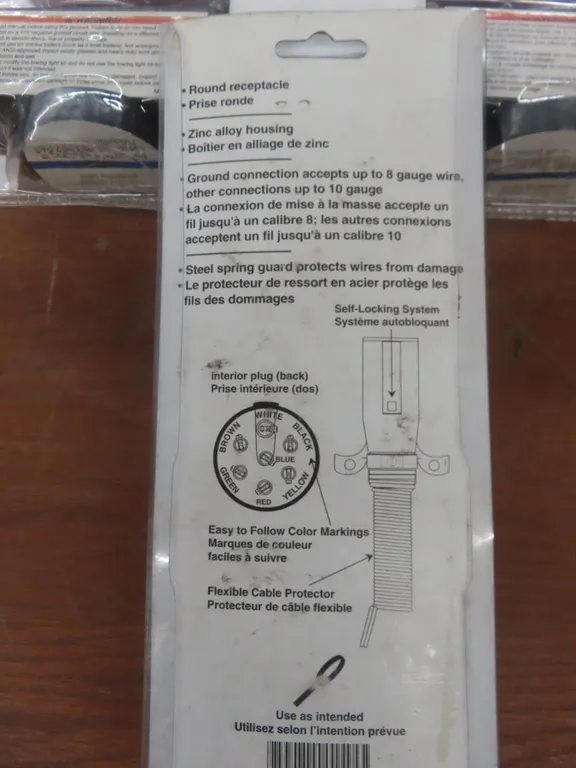 • Round receptacle
• Prise ronde
• Zinc alloy housing
• Boîtier en alliage de zinc
• Ground connection accepts up to 8 gauge wire,
other connections up to 10 gauge
• La connexion de mise à la masse accepte un
fil jusqu'à un calibre 8; les autres connexions
acceptent un fil jusqu'à un calibre 10
• Steel spring guard protects wires from damage
• Le protecteur de ressort en acier protège les
fils des dommages
Self-Locking System
Système autobloquant
interior plug (back)
Prise intérieure (dos)
WHITE
BROWN
BLACK
BLUE
GREEN
YELLOW
RED
Easy to Follow Color Markings
Marques de couleur
faciles à suivre
Flexible Cable Protector
Protecteur de câble flexible
Use as intended
Utilisez selon l'intention prévue